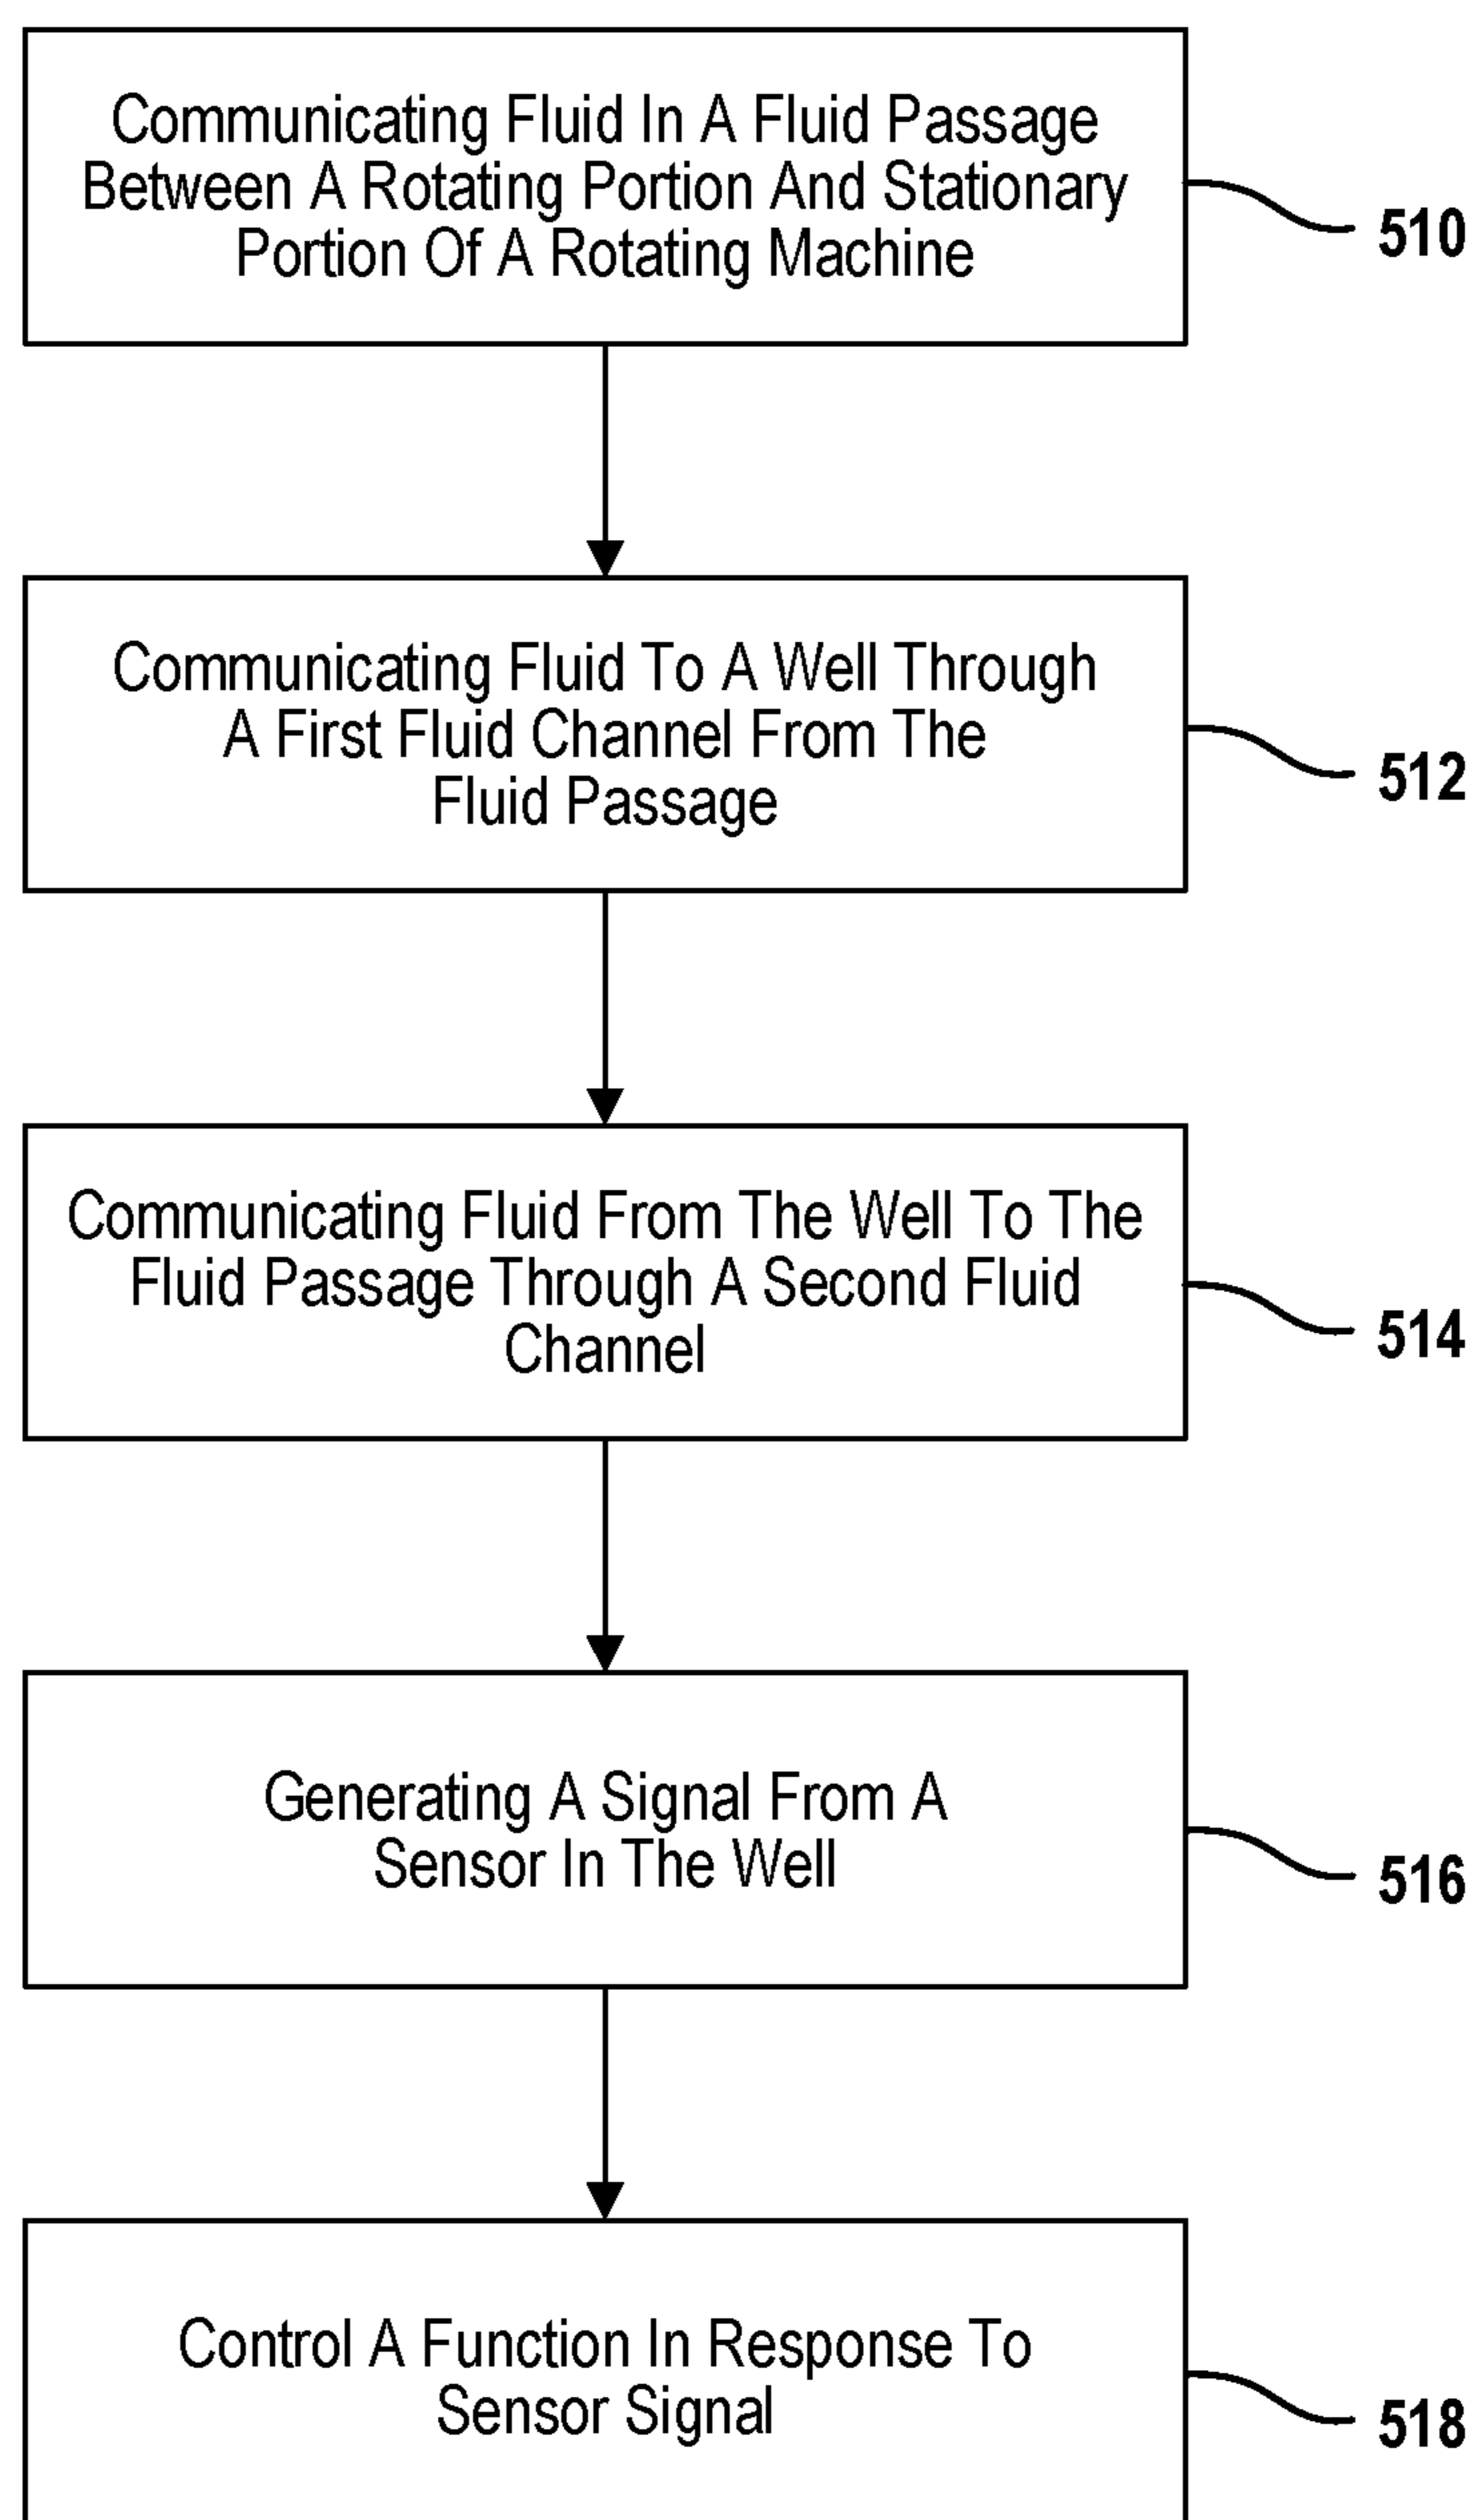 Communicating Fluid In A Fluid Passage
Between A Rotating Portion And Stationary
Portion Of A Rotating Machine
510
Communicating Fluid To A Well Through
A First Fluid Channel From The
Fluid Passage
512
Communicating Fluid From The Well To The
Fluid Passage Through A Second Fluid
Channel
514
Generating A Signal From A
Sensor In The Well
516
Control A Function In Response To
Sensor Signal
518